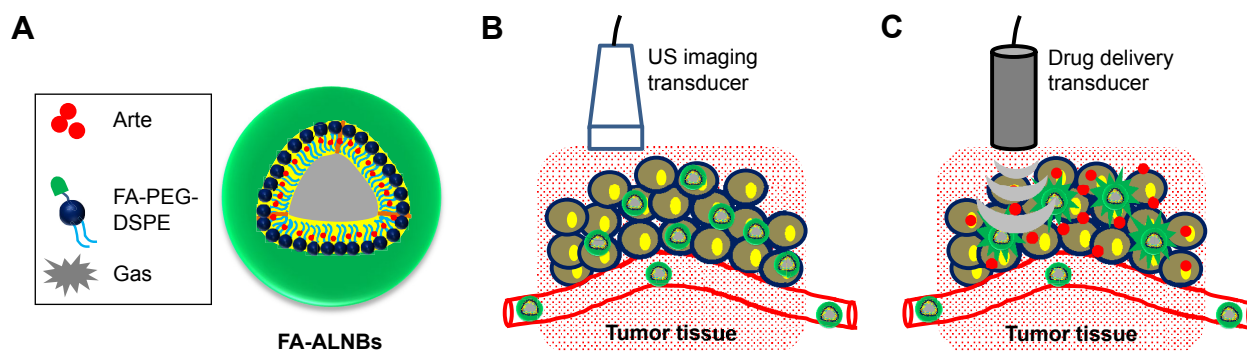 A
Arte
FA-PEG-
DSPE
Gas
FA-ALNBs
B
US imaging
transducer
Tumor tissue
C
Drug delivery
transducer
Tumor tissue